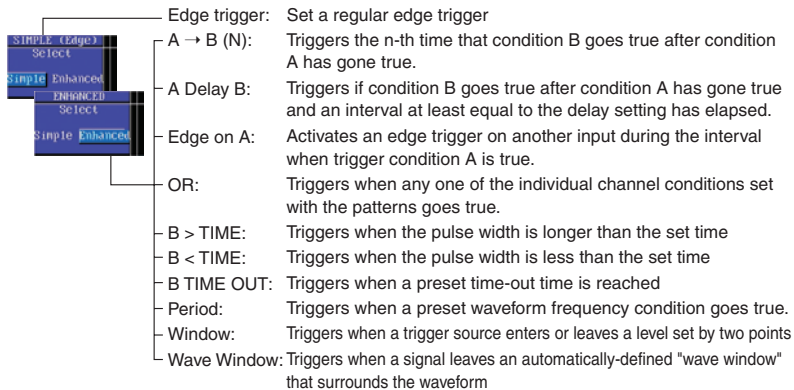 Edge trigger: Set a regular edge trigger
SIMPLE (Edge)
Select
Simple Enhanced
ENHANCED
Select
Simple Enhanced
A → B (N): Triggers the n-th time that condition B goes true after condition
A has gone true.
A Delay B: Triggers if condition B goes true after condition A has gone true
and an interval at least equal to the delay setting has elapsed.
Edge on A: Activates an edge trigger on another input during the interval
when trigger condition A is true.
OR: Triggers when any one of the individual channel conditions set
with the patterns goes true.
B > TIME: Triggers when the pulse width is longer than the set time
B < TIME: Triggers when the pulse width is less than the set time
B TIME OUT: Triggers when a preset time-out time is reached
Period: Triggers when a preset waveform frequency condition goes true.
Window: Triggers when a trigger source enters or leaves a level set by two points
Wave Window: Triggers when a signal leaves an automatically-defined "wave window"
that surrounds the waveform